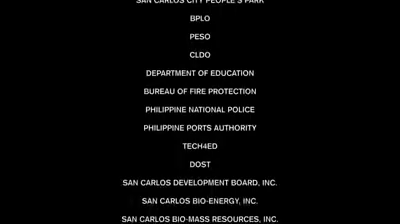 SAN CARLOS CITY PEOPLE'S PARK
BPLO
PESO
CLDO
DEPARTMENT OF EDUCATION
BUREAU OF FIRE PROTECTION
PHILIPPINE NATIONAL POLICE
PHILIPPINE PORTS AUTHORITY
TECH4ED
DOST
SAN CARLOS DEVELOPMENT BOARD, INC.
SAN CARLOS BIO-ENERGY, INC.
SAN CARLOS BIO-MASS RESOURCES, INC.